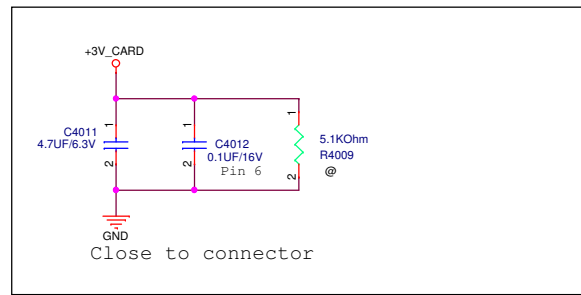 +3V_CARD
1
1
1
C4011
4.7UF/6.3V
C4012
0.1UF/16V
Pin 6
5.1KOhm
R4009
@
2
2
2
GND
Close to connector